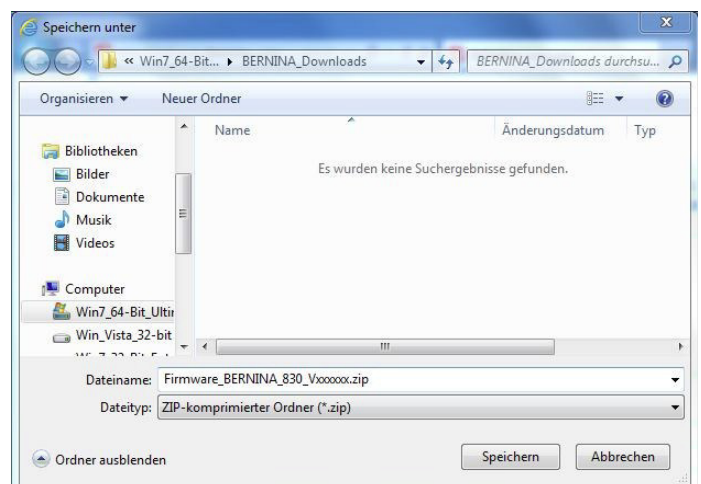 Speichern unter
« Win7_64-Bit... BERNINA_Downloads BERNINA_Downloads durchsu...
Organisieren Neuer Ordner
Name Änderungsdatum Typ
Es wurden keine Suchergebnisse gefunden.
Bibliotheken
Bilder
Dokumente
Musik
Videos
Computer
Win7_64-Bit_Ultir
Win_Vista_32-bit
Dateiname: Firmware_BERNINA_830_Vxxxxxx.zip
Dateityp: ZIP-komprimierter Ordner (*.zip)
Ordner ausblenden Speichern Abbrechen